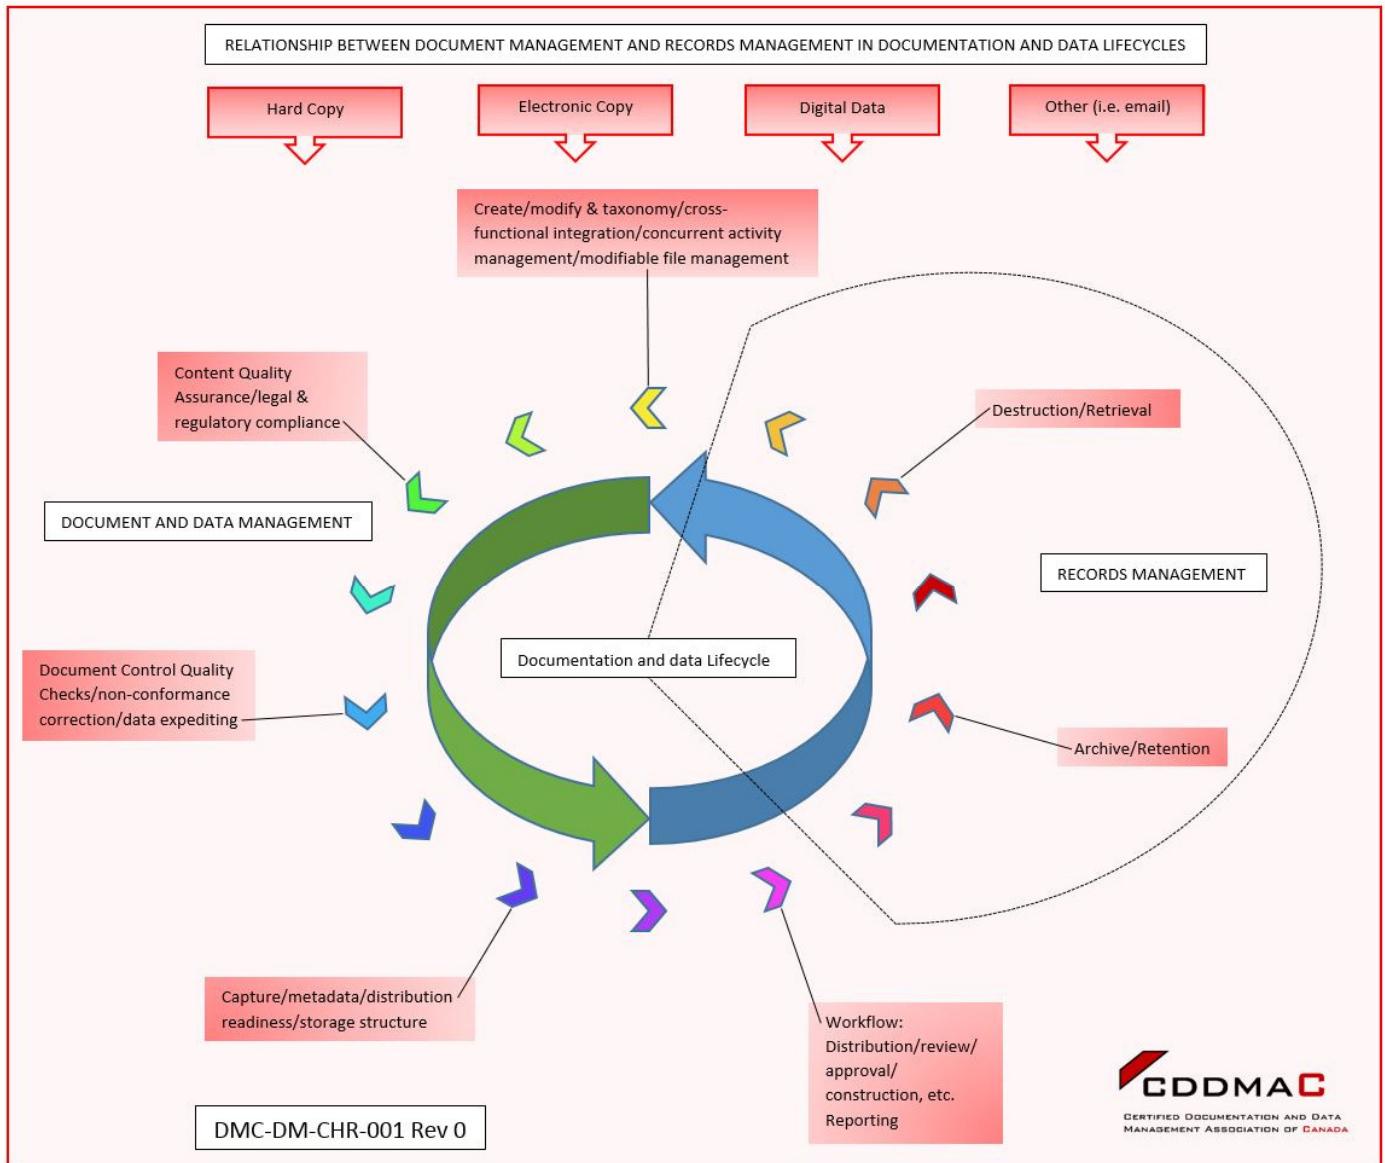 RELATIONSHIP BETWEEN DOCUMENT MANAGEMENT AND RECORDS MANAGEMENT IN DOCUMENTATION AND DATA LIFECYCLES
Hard Copy
Electronic Copy
Digital Data
Other (i.e. email)
Create/modify & taxonomy/cross-
functional integration/concurrent activity
management/modifiable file management
Content Quality
Assurance/legal &
regulatory compliance
Destruction/Retrieval
DOCUMENT AND DATA MANAGEMENT
RECORDS MANAGEMENT
Documentation and data Lifecycle
Document Control Quality
Checks/non-conformance
correction/data expediting
Archive/Retention
Capture/metadata/distribution
readiness/storage structure
Workflow:
Distribution/review/
approval/
construction, etc.
Reporting
DMC-DM-CHR-001 Rev 0
CDDMAC
CERTIFIED DOCUMENTATION AND DATA
MANAGEMENT ASSOCIATION OF CANADA